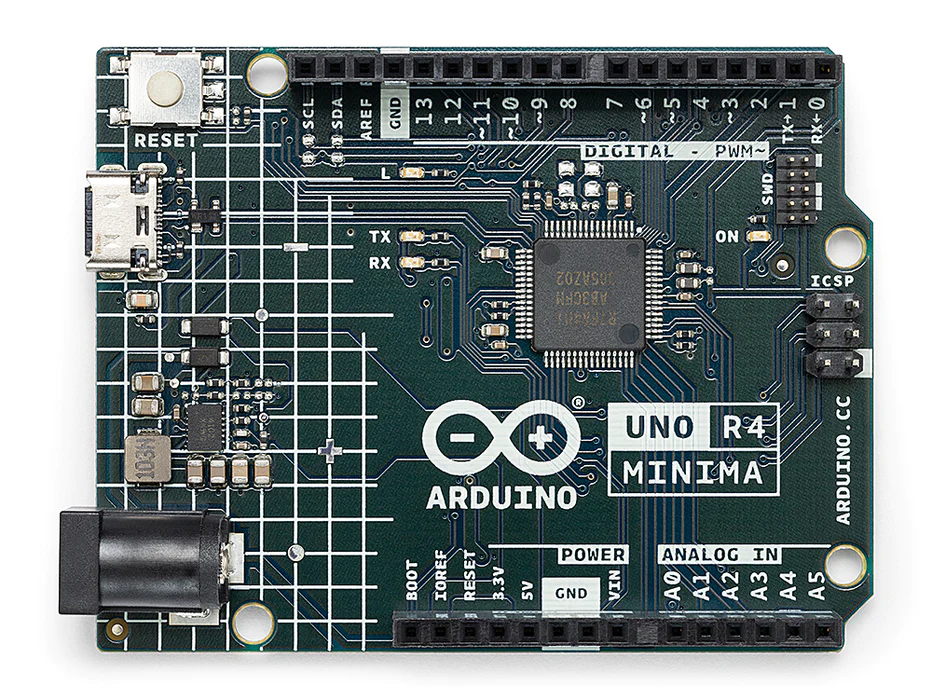 RESET
SCL
SDA
AREF
GND
13
12
~11
~10
~9
8
7
~6
~5
4
~3
2
TX→1
RX←0
DIGITAL - PWM~
L
SWD
TX
RX
ON
ICSP
®
UNO R4
MINIMA
ARDUINO
ARDUINO.CC
POWER
ANALOG IN
BOOT
IOREF
RESET
3.3V
5V
GND
VIN
A0
A1
A2
A3
A4
A5